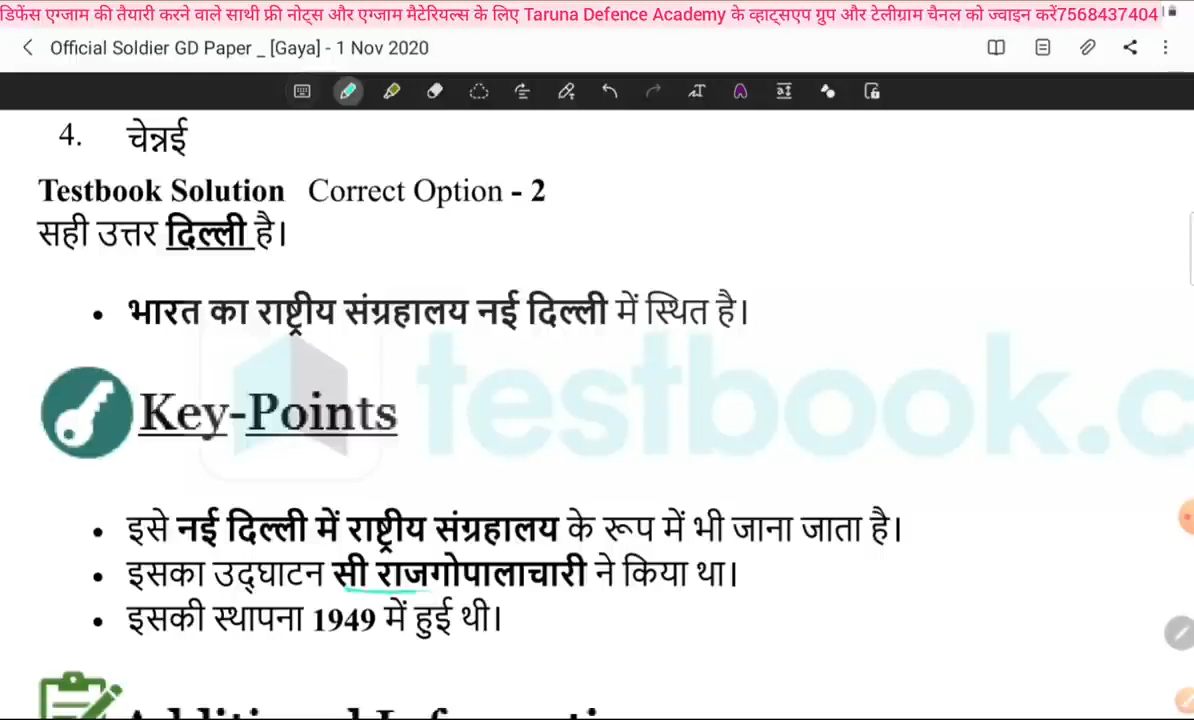 डिफेंस एग्जाम की तैयारी करने वाले साथी फ्री नोट्स और एग्जाम मैटेरियल्स के लिए Taruna Defence Academy के व्हाट्सएप ग्रुप और टेलीग्राम चैनल को ज्वाइन करें7568437404
Official Soldier GD Paper _ [Gaya] - 1 Nov 2020
4. चेन्नई
Testbook Solution Correct Option - 2
सही उत्तर दिल्ली है।
• भारत का राष्ट्रीय संग्रहालय नई दिल्ली में स्थित है।
testbook.c
Key-Points
• इसे नई दिल्ली में राष्ट्रीय संग्रहालय के रूप में भी जाना जाता है।
• इसका उद्घाटन सी राजगोपालाचारी ने किया था।
• इसकी स्थापना 1949 में हुई थी।